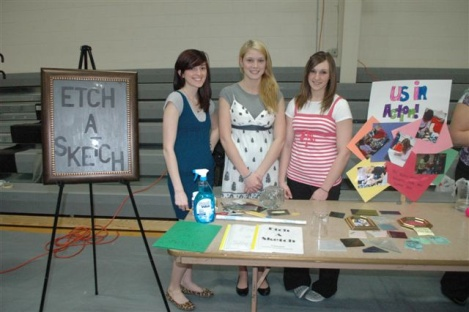 ETCH
-A-
SKETCH
Etch
A
Sketch
US in
Action!